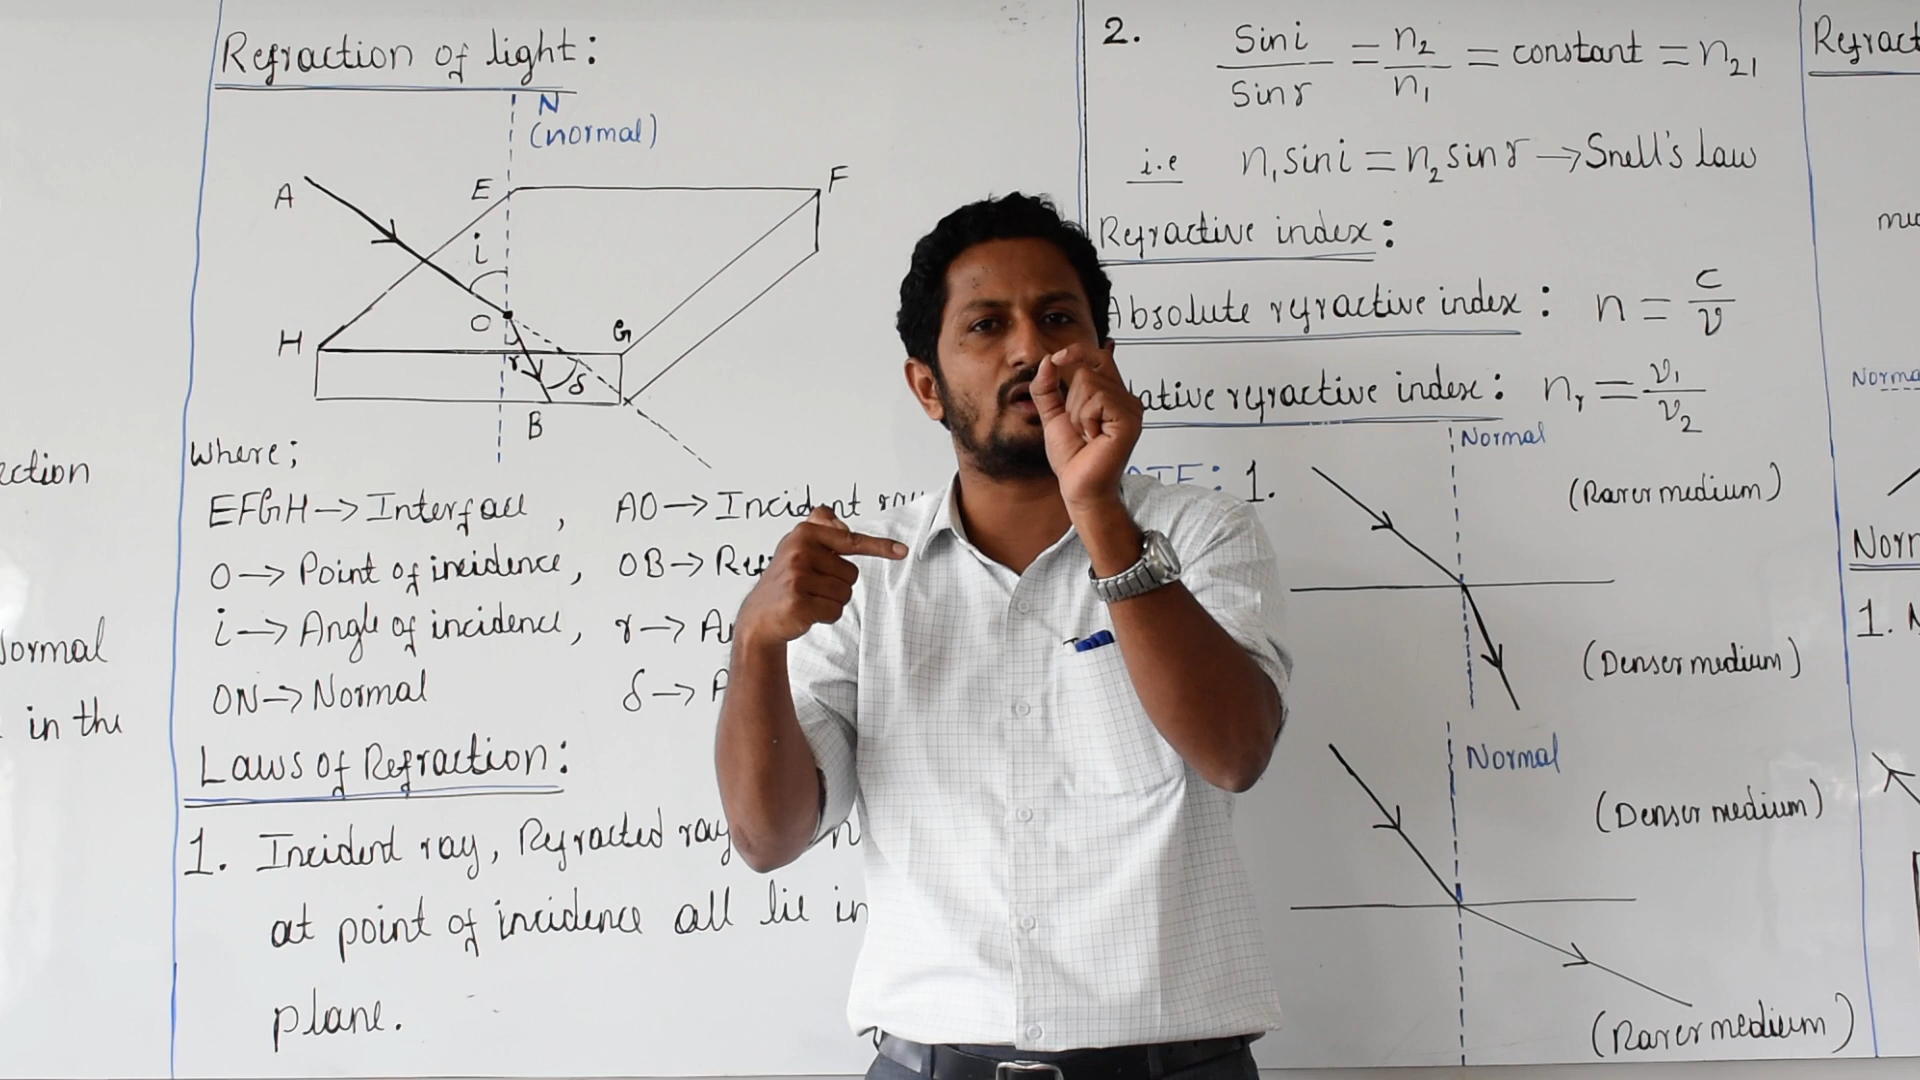 ection
Normal
in the
Refraction of light:
N
(normal)
A
E
F
i
O
G
H
r
δ
B
Where;
EFGH → Interface, AO → Incident ray
O → Point of incidence, OB →
i → Angle of incidence, r →
ON → Normal δ →
Laws of Refraction:
1. Incident ray, Refracted ray
at point of incidence all lie in
plane.
2. Sin i / Sin r = n₂ / n₁ = constant = n₂₁
i.e n₁ sin i = n₂ sin r → Snell's law
Refractive index:
Absolute refractive index: n = c / v
ative refractive index: nᵣ = v₁ / v₂
1.
Normal
(Rarer medium)
(Denser medium)
Normal
(Denser medium)
(Rarer medium)
Refract
Norma
Norm
1.